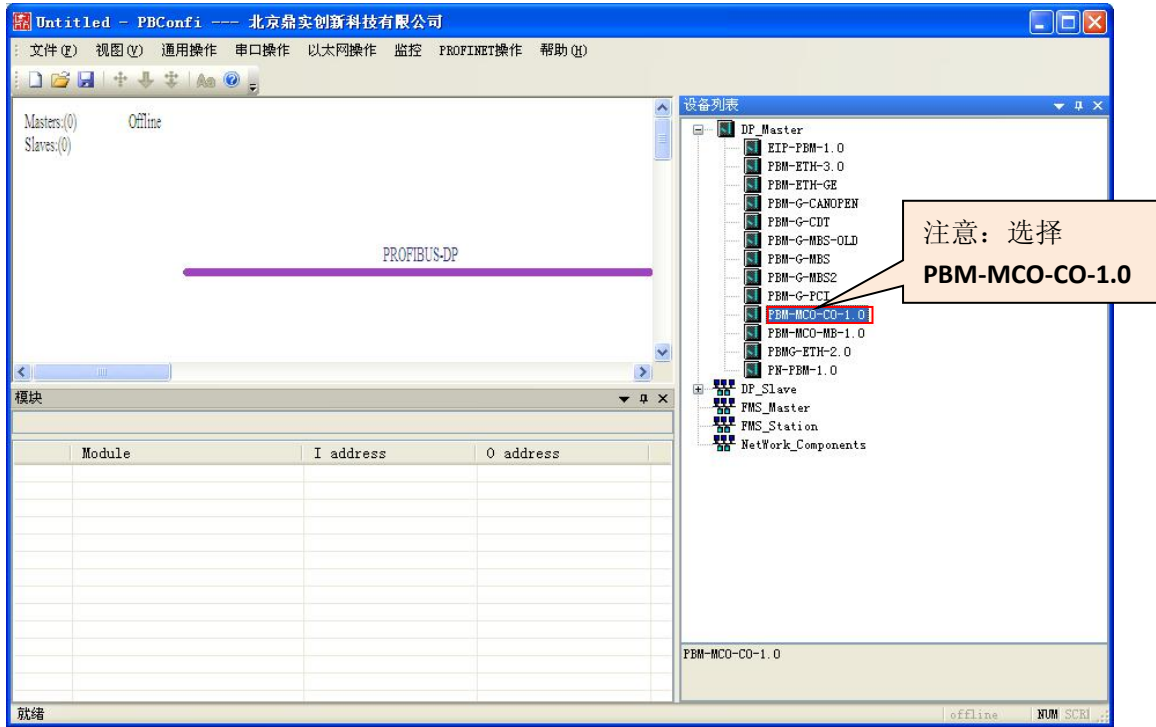 Untitled - PBConfi --- 北京鼎实创新科技有限公司
文件(F) 视图(V) 通用操作 串口操作 以太网操作 监控 PROFINET操作 帮助(H)
Masters:(0) Offline
Slaves:(0)
PROFIBUS-DP
模块
Module I address O address
设备列表
DP_Master
EIP-PBM-1.0
PBM-ETH-3.0
PBM-ETH-GE
PBM-G-CANOPEN
PBM-G-CDT
PBM-G-MBS-OLD
PBM-G-MBS
PBM-G-MBS2
PBM-G-PCI
PBM-MCO-CO-1.0
PBM-MCO-MB-1.0
PBMG-ETH-2.0
PN-PBM-1.0
DP_Slave
FMS_Master
FMS_Station
NetWork_Components
注意：选择
PBM-MCO-CO-1.0
PBM-MCO-CO-1.0
就绪 offline NUM SCRL